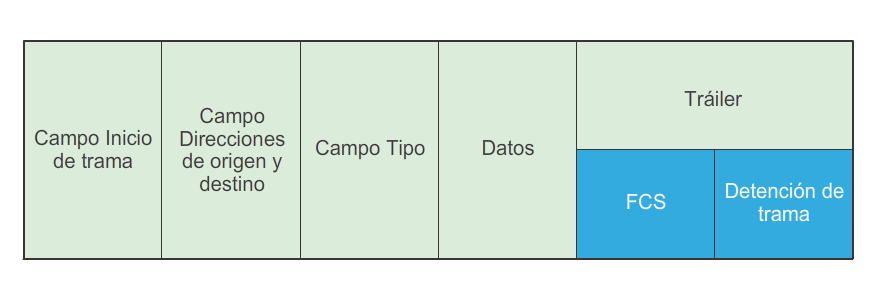 Campo Inicio
de trama
Campo
Direcciones
de origen y
destino
Campo Tipo
Datos
Tráiler
FCS
Detención de
trama